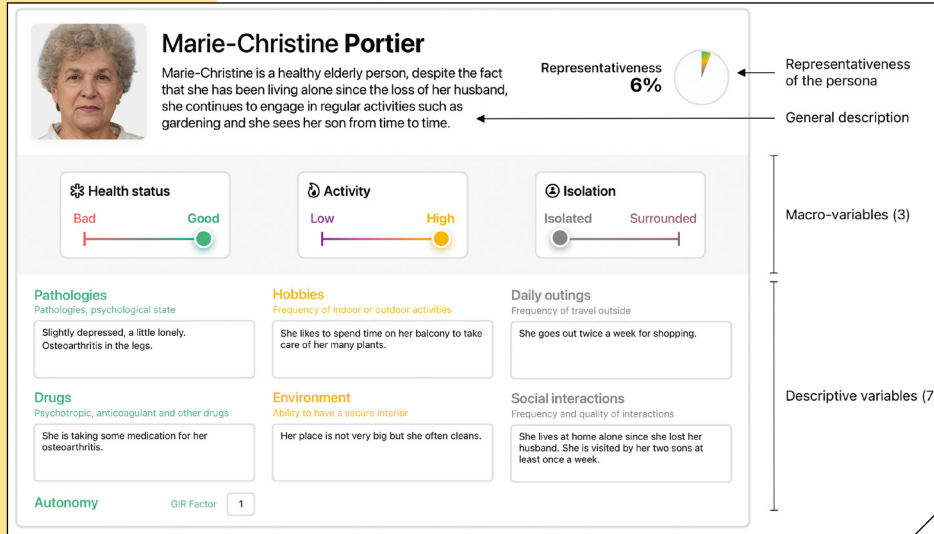 Marie-Christine Portier
Marie-Christine is a healthy elderly person, despite the fact
that she has been living alone since the loss of her husband,
she continues to engage in regular activities such as
gardening and she sees her son from time to time.
Representativeness
6%
Representativeness
of the persona
General description
Health status
Bad Good
Activity
Low High
Isolation
Isolated Surrounded
Macro-variables (3)
Pathologies
Pathologies, psychological state
Slightly depressed, a little lonely.
Osteoarthritis in the legs.
Hobbies
Frequency of indoor or outdoor activities
She likes to spend time on her balcony to take
care of her many plants.
Daily outings
Frequency of travel outside
She goes out twice a week for shopping.
Drugs
Psychotropic, anticoagulant and other drugs
She is taking some medication for her
osteoarthritis.
Environment
Ability to have a secure interior
Her place is not very big but she often cleans.
Social interactions
Frequency and quality of interactions
She lives at home alone since she lost her
husband. She is visited by her two sons at
least once a week.
Descriptive variables (7
Autonomy
GIR Factor 1